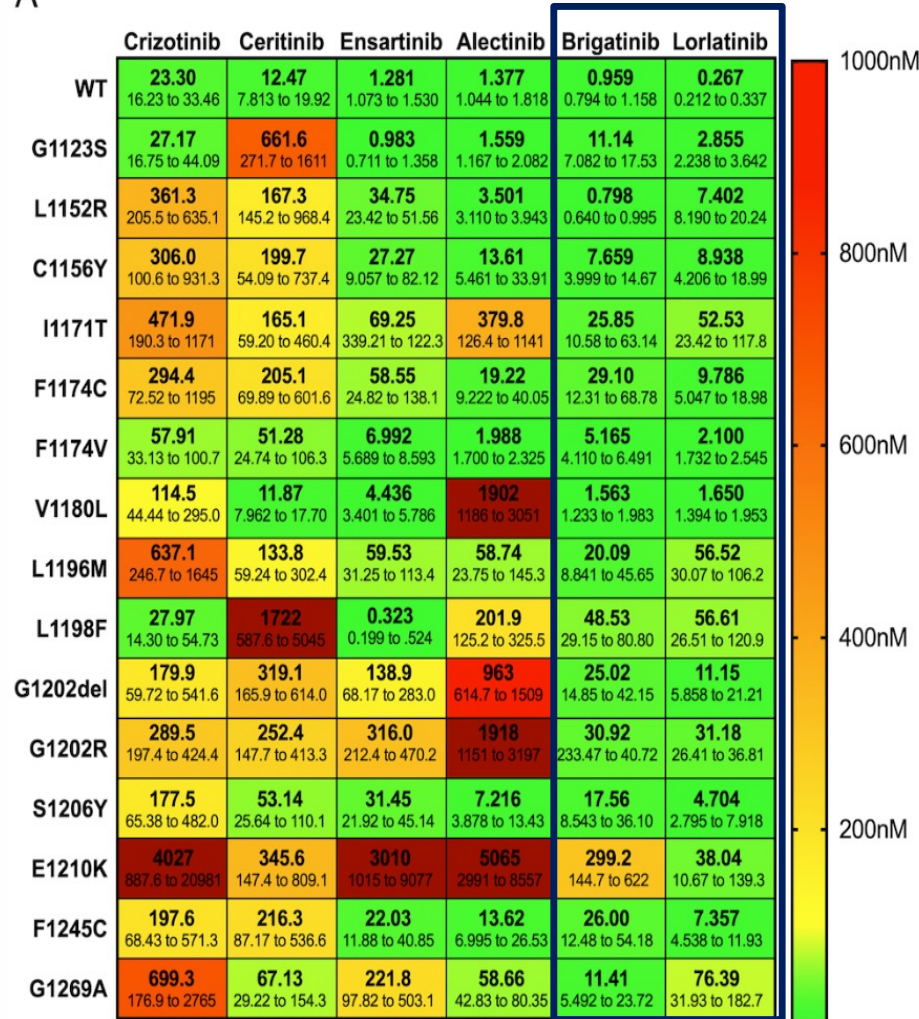 A
Crizotinib Ceritinib Ensartinib Alectinib Brigatinib Lorlatinib
WT 23.30 12.47 1.281 1.377 0.959 0.267
16.23 to 33.46 7.813 to 19.92 1.073 to 1.530 1.044 to 1.818 0.794 to 1.158 0.212 to 0.337
G1123S 27.17 661.6 0.983 1.559 11.14 2.855
16.75 to 44.09 271.7 to 1611 0.711 to 1.358 1.167 to 2.082 7.082 to 17.53 2.238 to 3.642
L1152R 361.3 167.3 34.75 3.501 0.798 7.402
205.5 to 635.1 145.2 to 968.4 23.42 to 51.56 3.110 to 3.943 0.640 to 0.995 8.190 to 20.24
C1156Y 306.0 199.7 27.27 13.61 7.659 8.938
100.6 to 931.3 54.09 to 737.4 9.057 to 82.12 5.461 to 33.91 3.999 to 14.67 4.206 to 18.99
I1171T 471.9 165.1 69.25 379.8 25.85 52.53
190.3 to 1171 59.20 to 460.4 339.21 to 122.3 126.4 to 1141 10.58 to 63.14 23.42 to 117.8
F1174C 294.4 205.1 58.55 19.22 29.10 9.786
72.52 to 1195 69.89 to 601.6 24.82 to 138.1 9.222 to 40.05 12.31 to 68.78 5.047 to 18.98
F1174V 57.91 51.28 6.992 1.988 5.165 2.100
33.13 to 100.7 24.74 to 106.3 5.689 to 8.593 1.700 to 2.325 4.110 to 6.491 1.732 to 2.545
V1180L 114.5 11.87 4.436 1902 1.563 1.650
44.44 to 295.0 7.962 to 17.70 3.401 to 5.786 1186 to 3051 1.233 to 1.983 1.394 to 1.953
L1196M 637.1 133.8 59.53 58.74 20.09 56.52
246.7 to 1645 59.24 to 302.4 31.25 to 113.4 23.75 to 145.3 8.841 to 45.65 30.07 to 106.2
L1198F 27.97 1722 0.323 201.9 48.53 56.61
14.30 to 54.73 587.6 to 5045 0.199 to .524 125.2 to 325.5 29.15 to 80.80 26.51 to 120.9
G1202del 179.9 319.1 138.9 963 25.02 11.15
59.72 to 541.6 165.9 to 614.0 68.17 to 283.0 614.7 to 1509 14.85 to 42.15 5.858 to 21.21
G1202R 289.5 252.4 316.0 1918 30.92 31.18
197.4 to 424.4 147.7 to 413.3 212.4 to 470.2 1151 to 3197 233.47 to 40.72 26.41 to 36.81
S1206Y 177.5 53.14 31.45 7.216 17.56 4.704
65.38 to 482.0 25.64 to 110.1 21.92 to 45.14 3.878 to 13.43 8.543 to 36.10 2.795 to 7.918
E1210K 4027 345.6 3010 5065 299.2 38.04
887.6 to 20981 147.4 to 809.1 1015 to 9077 2991 to 8557 144.7 to 622 10.67 to 139.3
F1245C 197.6 216.3 22.03 13.62 26.00 7.357
68.43 to 571.3 87.17 to 536.6 11.88 to 40.85 6.995 to 26.53 12.48 to 54.18 4.538 to 11.93
G1269A 699.3 67.13 221.8 58.66 11.41 76.39
176.9 to 2765 29.22 to 154.3 97.82 to 503.1 42.83 to 80.35 5.492 to 23.72 31.93 to 182.7
1000nM
800nM
600nM
400nM
200nM